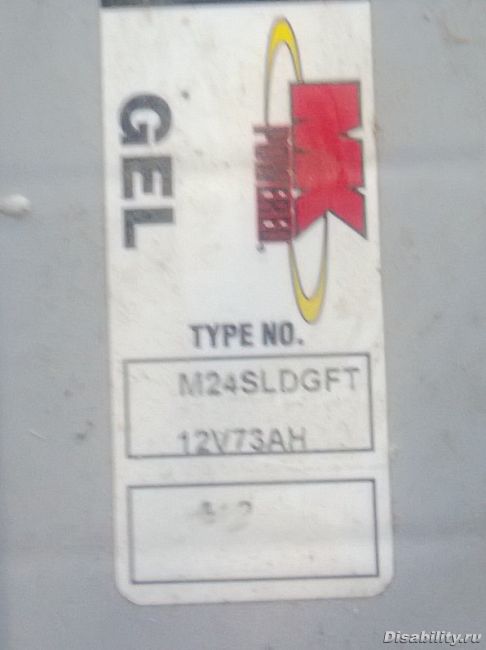 MK
POWERED.
GEL
TYPE NO.
M24SLDGFT
12V73AH
Disability.ru